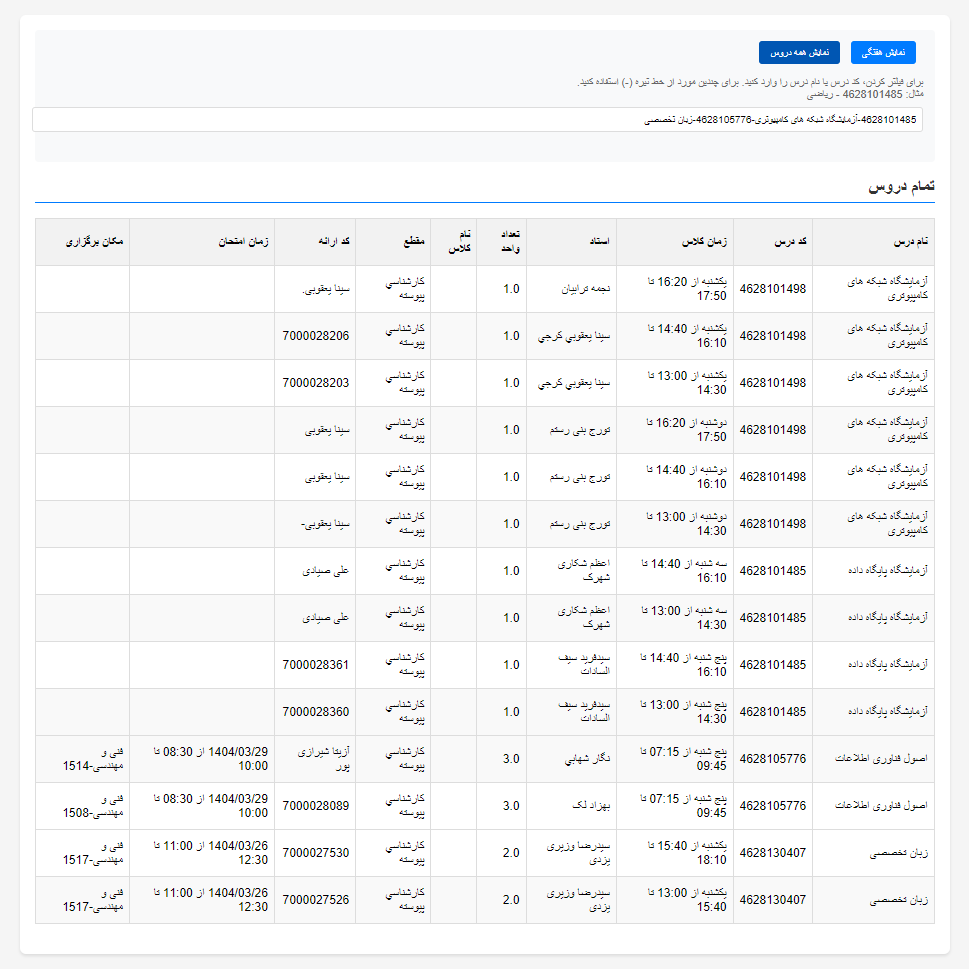 نمایش هفتگی نمایش همه دروس
برای فیلتر کردن، کد درس یا نام درس را وارد کنید. برای چندین مورد از خط تیره (-) استفاده کنید.
مثال: 4628101485 - ریاضی
4628101485-آزمایشگاه شبکه های کامپیوتری-4628105776-زبان تخصصی
تمام دروس
نام درس کد درس زمان کلاس استاد تعداد واحد نام کلاس مقطع کد ارائه زمان امتحان مکان برگزاری
آزمایشگاه شبکه های کامپیوتری 4628101498 یکشنبه از 16:20 تا 17:50 نجمه ترابیان 1.0 کارشناسي پیوسته سینا یعقوبی.
آزمایشگاه شبکه های کامپیوتری 4628101498 یکشنبه از 14:40 تا 16:10 سینا یعقوبي کرجي 1.0 کارشناسي پیوسته 7000028206
آزمایشگاه شبکه های کامپیوتری 4628101498 یکشنبه از 13:00 تا 14:30 سینا یعقوبي کرجي 1.0 کارشناسي پیوسته 7000028203
آزمایشگاه شبکه های کامپیوتری 4628101498 دوشنبه از 16:20 تا 17:50 تورج بنی رستم 1.0 کارشناسي پیوسته سینا یعقوبی
آزمایشگاه شبکه های کامپیوتری 4628101498 دوشنبه از 14:40 تا 16:10 تورج بنی رستم 1.0 کارشناسي پیوسته سینا یعقوبی
آزمایشگاه شبکه های کامپیوتری 4628101498 دوشنبه از 13:00 تا 14:30 تورج بنی رستم 1.0 کارشناسي پیوسته سینا یعقوبی-
آزمایشگاه پایگاه داده 4628101485 سه شنبه از 14:40 تا 16:10 اعظم شکاری شهرک 1.0 کارشناسي پیوسته علی صیادی
آزمایشگاه پایگاه داده 4628101485 سه شنبه از 13:00 تا 14:30 اعظم شکاری شهرک 1.0 کارشناسي پیوسته علی صیادی
آزمایشگاه پایگاه داده 4628101485 پنج شنبه از 14:40 تا 16:10 سیدفرید سیف السادات 1.0 کارشناسي پیوسته 7000028361
آزمایشگاه پایگاه داده 4628101485 پنج شنبه از 13:00 تا 14:30 سیدفرید سیف السادات 1.0 کارشناسي پیوسته 7000028360
اصول فناوری اطلاعات 4628105776 پنج شنبه از 07:15 تا 09:45 نگار شهابي 3.0 کارشناسي پیوسته آزیتا شیرازی پور 1404/03/29 از 08:30 تا 10:00 فنی و مهندسی-1514
اصول فناوری اطلاعات 4628105776 پنج شنبه از 07:15 تا 09:45 بهزاد لک 3.0 کارشناسي پیوسته 7000028089 1404/03/29 از 08:30 تا 10:00 فنی و مهندسی-1508
زبان تخصصی 4628130407 یکشنبه از 15:40 تا 18:10 سیدرضا وزیری یزدی 2.0 کارشناسي پیوسته 7000027530 1404/03/26 از 11:00 تا 12:30 فنی و مهندسی-1517
زبان تخصصی 4628130407 یکشنبه از 13:00 تا 15:40 سیدرضا وزیری یزدی 2.0 کارشناسي پیوسته 7000027526 1404/03/26 از 11:00 تا 12:30 فنی و مهندسی-1517